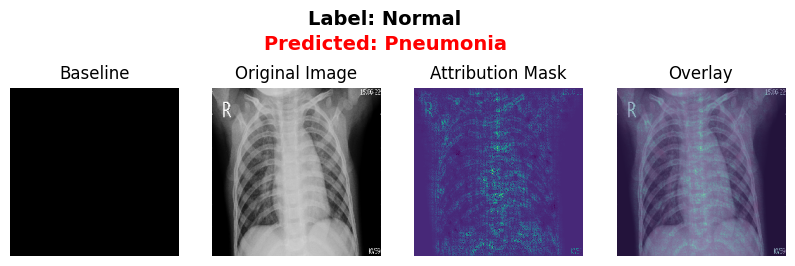 Label: Normal
Predicted: Pneumonia
Baseline
Original Image
Attribution Mask
Overlay
R
R
R